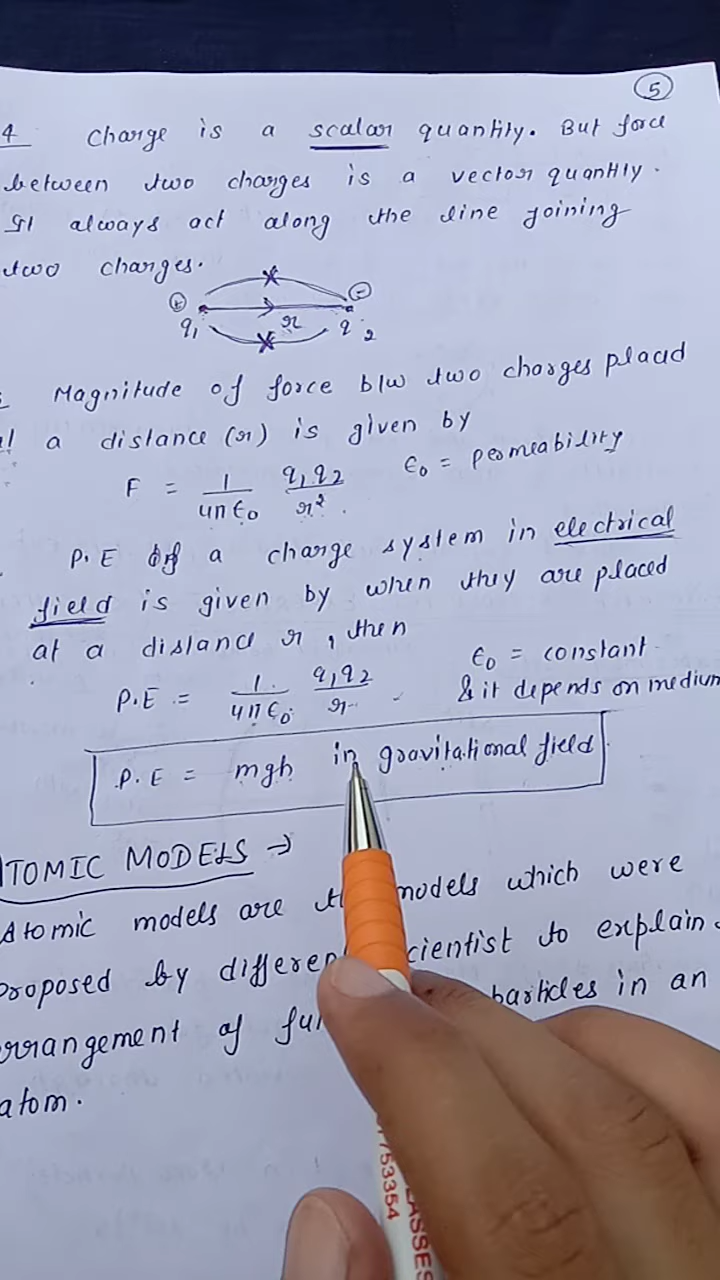 5
4 Charge is a scalar quantity. But force
between two charges is a vector quantity.
It always act along the line joining
two charges.
+ −
q1 r q2
Magnitude of force b/w two charges placed
a distance (r) is given by
F = 1/4πϵ0 q1q2/r². ϵ0 = permeability
P.E of a charge system in electrical
field is given by when they are placed
at a distance r, then
P.E = 1/4πϵ0 q1q2/r ϵ0 = constant
& it depends on medium
P.E = mgh in gravitational field
TOMIC MODELS →
Atomic models are models which were
proposed by cientist to explain
rrangement of particles in an
atom.
7753354
LASSES